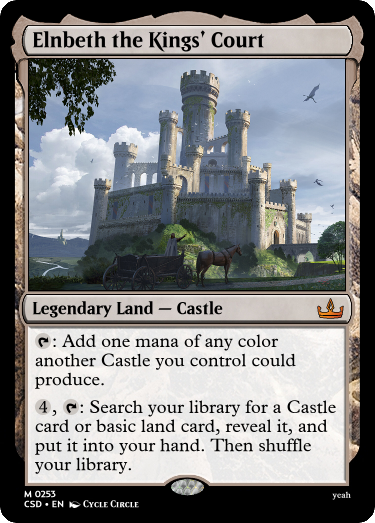 Elnbeth the Kings' Court
Legendary Land — Castle
: Add one mana of any color
another Castle you control could
produce.
4, : Search your library for a Castle
card or basic land card, reveal it, and
put it into your hand. Then shuffle
your library.
M 0253
yeah
CSD • EN Cycle Circle